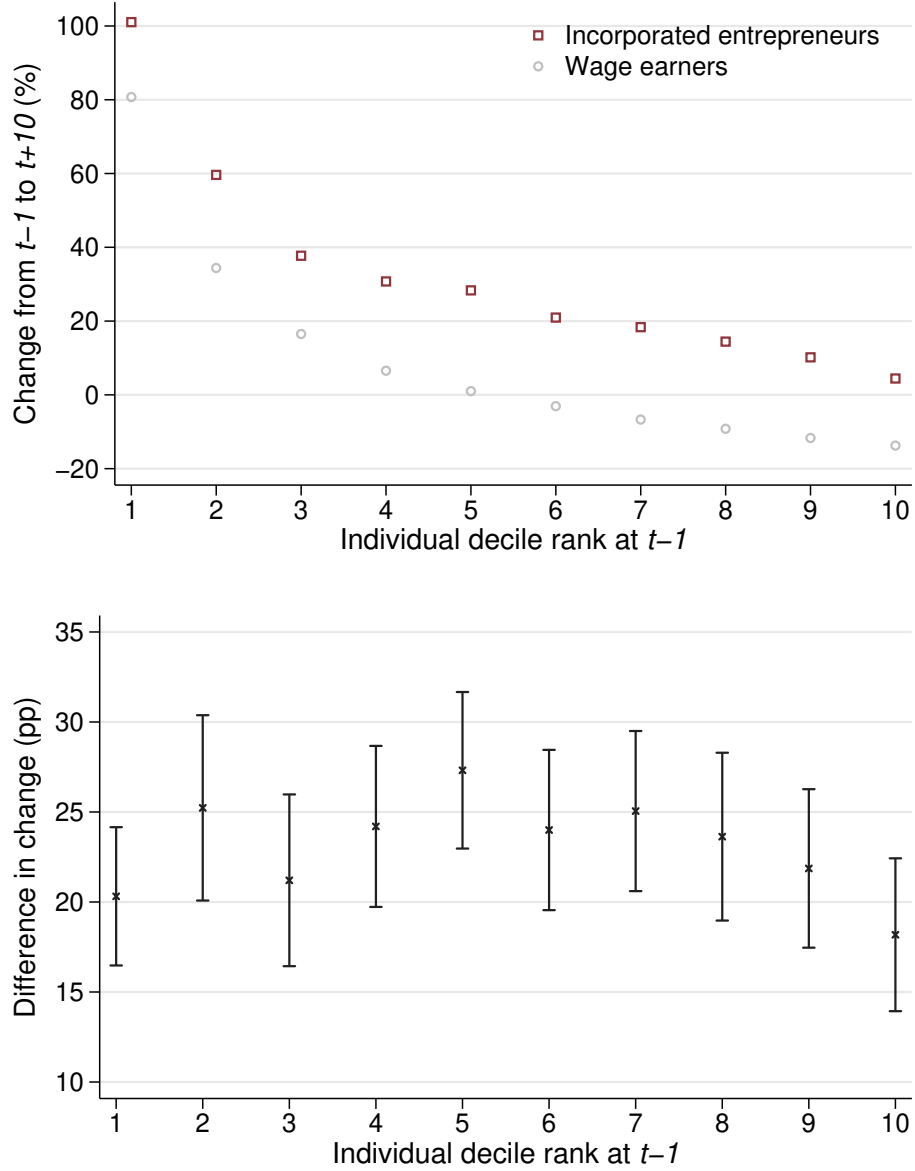 Incorporated entrepreneurs
Wage earners
Change from t−1 to t+10 (%)
100
80
60
40
20
0
−20
1 2 3 4 5 6 7 8 9 10
Individual decile rank at t−1
Difference in change (pp)
35
30
25
20
15
10
1 2 3 4 5 6 7 8 9 10
Individual decile rank at t−1